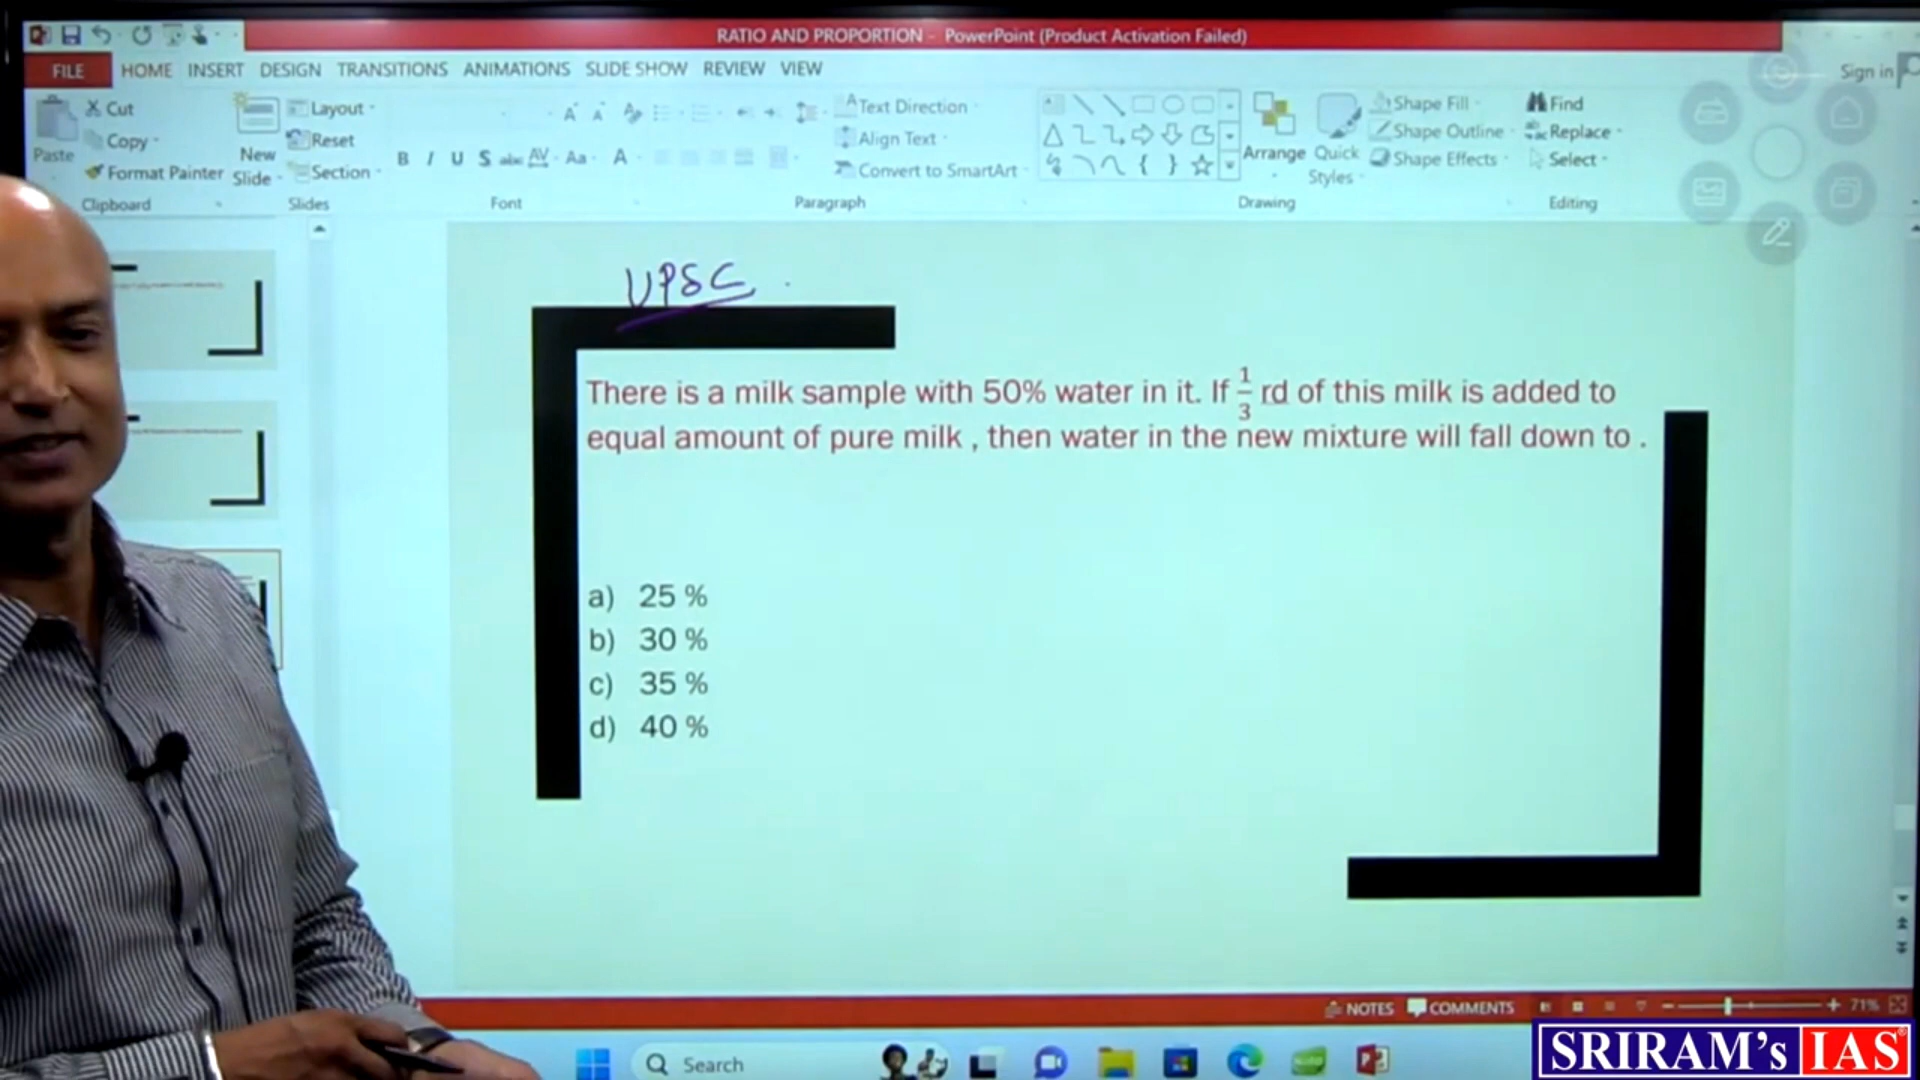 RATIO AND PROPORTION - PowerPoint (Product Activation Failed)
FILE HOME INSERT DESIGN TRANSITIONS ANIMATIONS SLIDE SHOW REVIEW VIEW
Sign in
Paste
Cut
Copy
Format Painter
Clipboard
New Slide
Layout
Reset
Section
Slides
B I U S abc AV Aa A
Font
Text Direction
Align Text
Convert to SmartArt
Paragraph
Arrange
Quick Styles
Shape Fill
Shape Outline
Shape Effects
Drawing
Find
Replace
Select
Editing
UPSC
There is a milk sample with 50% water in it. If 1/3 rd of this milk is added to
equal amount of pure milk , then water in the new mixture will fall down to .
a) 25 %
b) 30 %
c) 35 %
d) 40 %
NOTES COMMENTS 71%
Search
SRIRAM's IAS